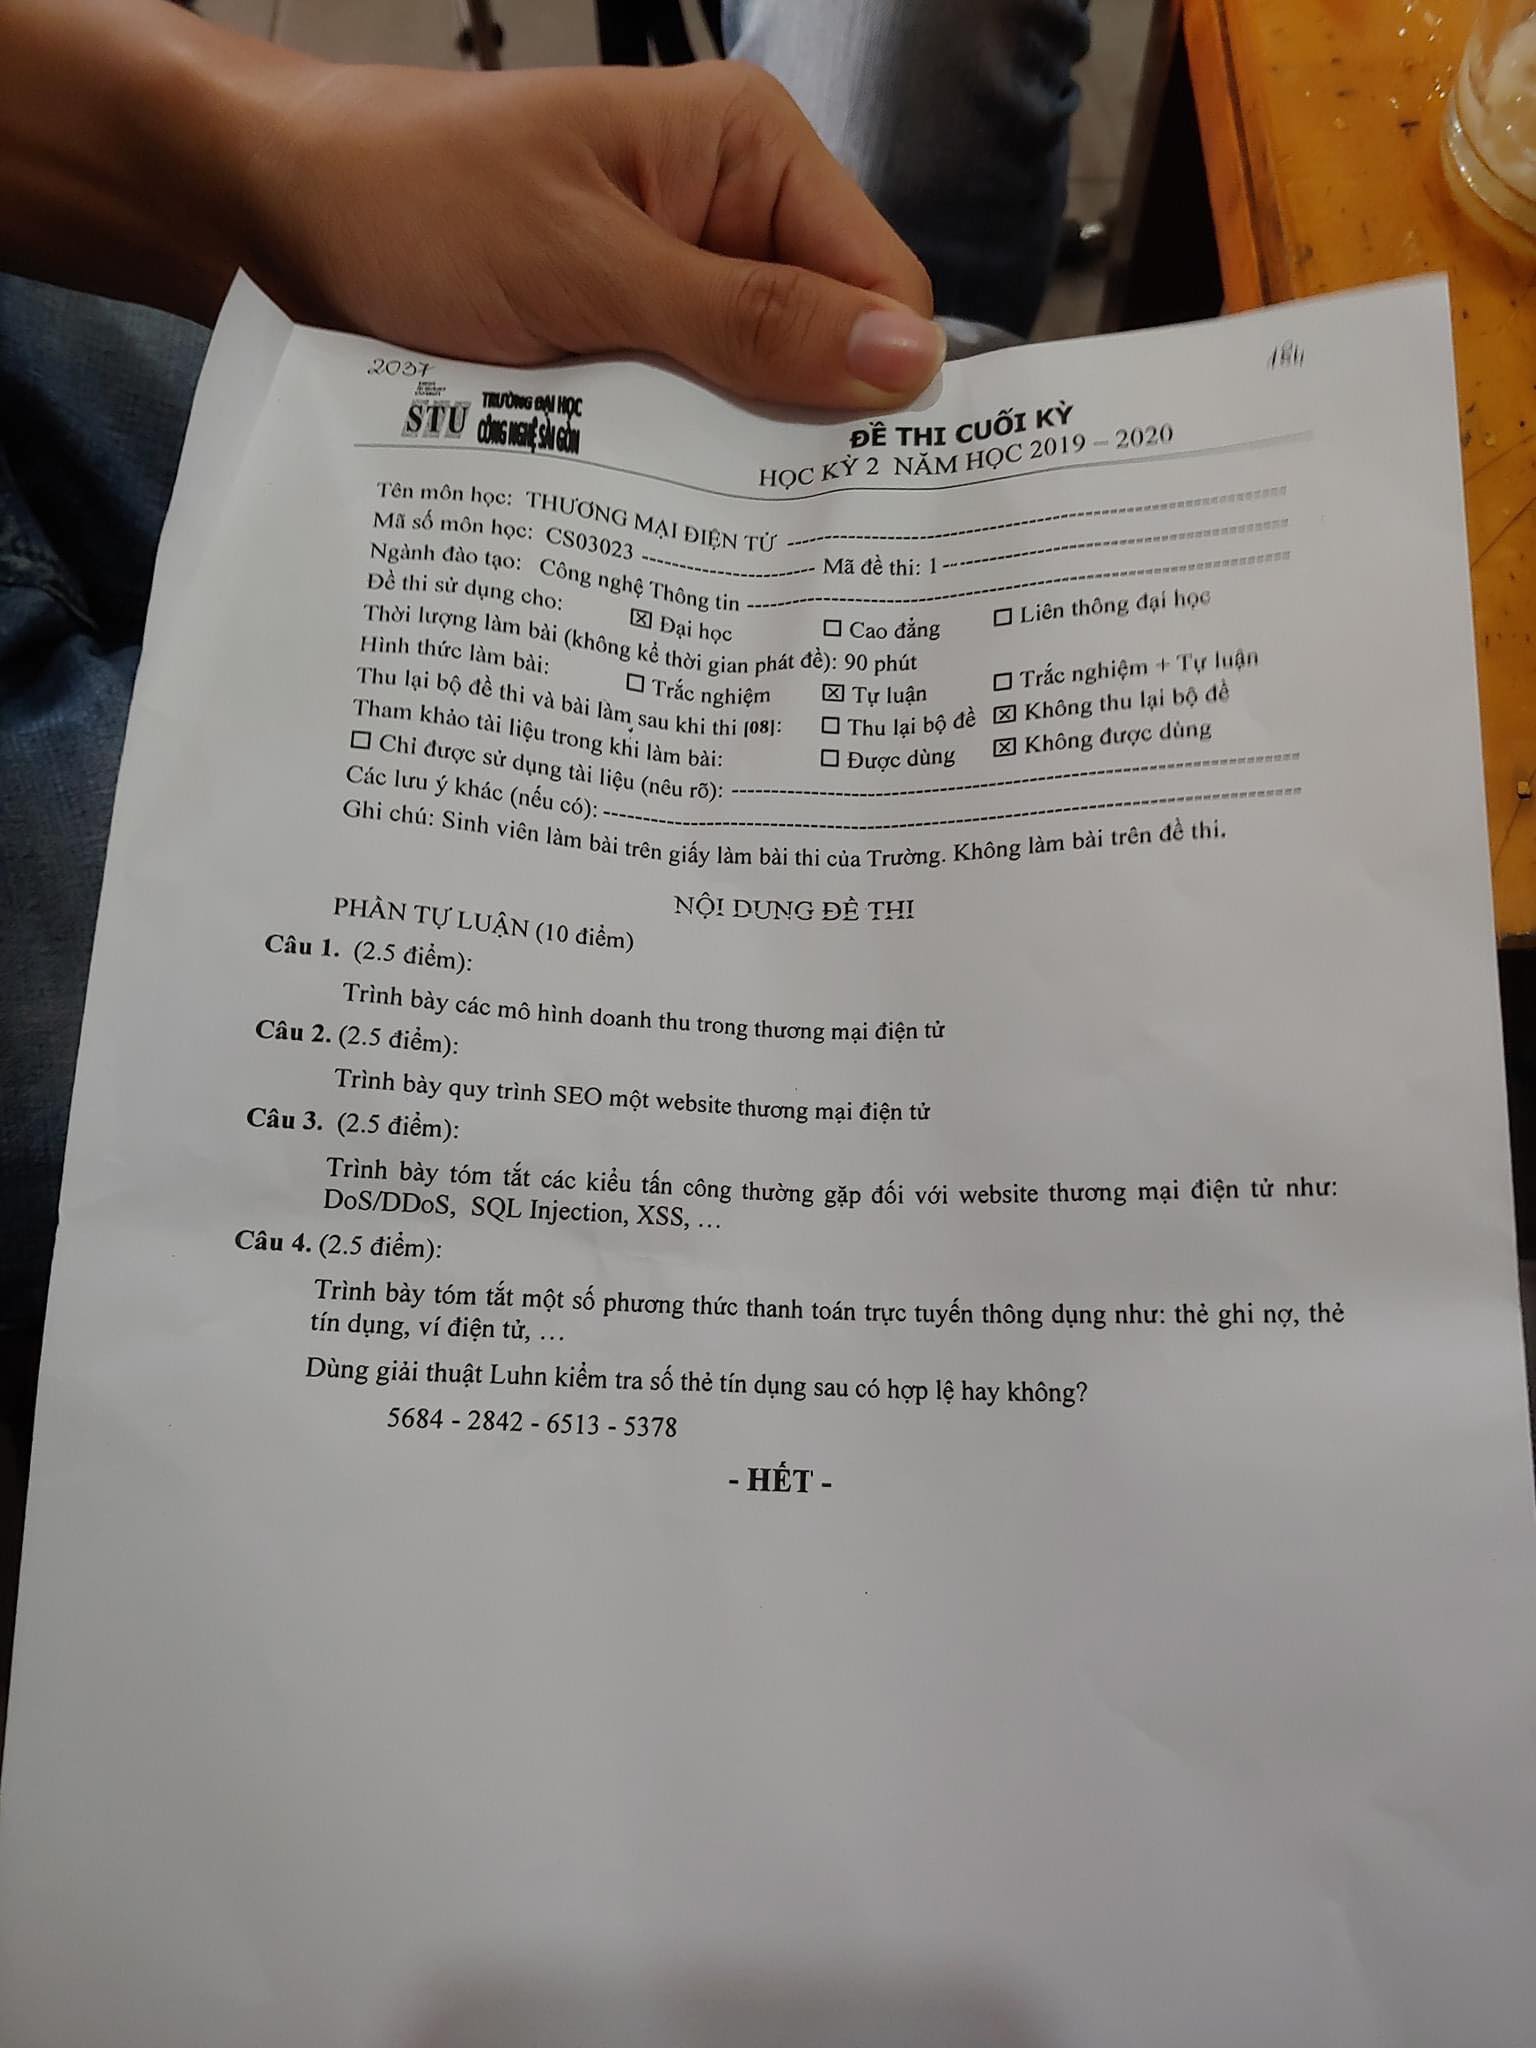 2037
STU TRƯỜNG ĐẠI HỌC
CÔNG NGHỆ SÀI GÒN
ĐỀ THI CUỐI KỲ
HỌC KỲ 2 NĂM HỌC 2019 – 2020
Tên môn học: THƯƠNG MẠI ĐIỆN TỬ
Mã số môn học: CS03023 Mã đề thi: 1
Ngành đào tạo: Công nghệ Thông tin
Đề thi sử dụng cho: ☒ Đại học ☐ Cao đẳng ☐ Liên thông đại học
Thời lượng làm bài (không kể thời gian phát đề): 90 phút
Hình thức làm bài: ☐ Trắc nghiệm ☒ Tự luận ☐ Trắc nghiệm + Tự luận
Thu lại bộ đề thi và bài làm sau khi thi [08]: ☐ Thu lại bộ đề ☒ Không thu lại bộ đề
Tham khảo tài liệu trong khi làm bài: ☐ Được dùng ☒ Không được dùng
☐ Chỉ được sử dụng tài liệu (nêu rõ):
Các lưu ý khác (nếu có):
Ghi chú: Sinh viên làm bài trên giấy làm bài thi của Trường. Không làm bài trên đề thi.
NỘI DUNG ĐỀ THI
PHẦN TỰ LUẬN (10 điểm)
Câu 1. (2.5 điểm):
Trình bày các mô hình doanh thu trong thương mại điện tử
Câu 2. (2.5 điểm):
Trình bày quy trình SEO một website thương mại điện tử
Câu 3. (2.5 điểm):
Trình bày tóm tắt các kiểu tấn công thường gặp đối với website thương mại điện tử như:
DoS/DDoS, SQL Injection, XSS, …
Câu 4. (2.5 điểm):
Trình bày tóm tắt một số phương thức thanh toán trực tuyến thông dụng như: thẻ ghi nợ, thẻ
tín dụng, ví điện tử, …
Dùng giải thuật Luhn kiểm tra số thẻ tín dụng sau có hợp lệ hay không?
5684 - 2842 - 6513 - 5378
- HẾT -